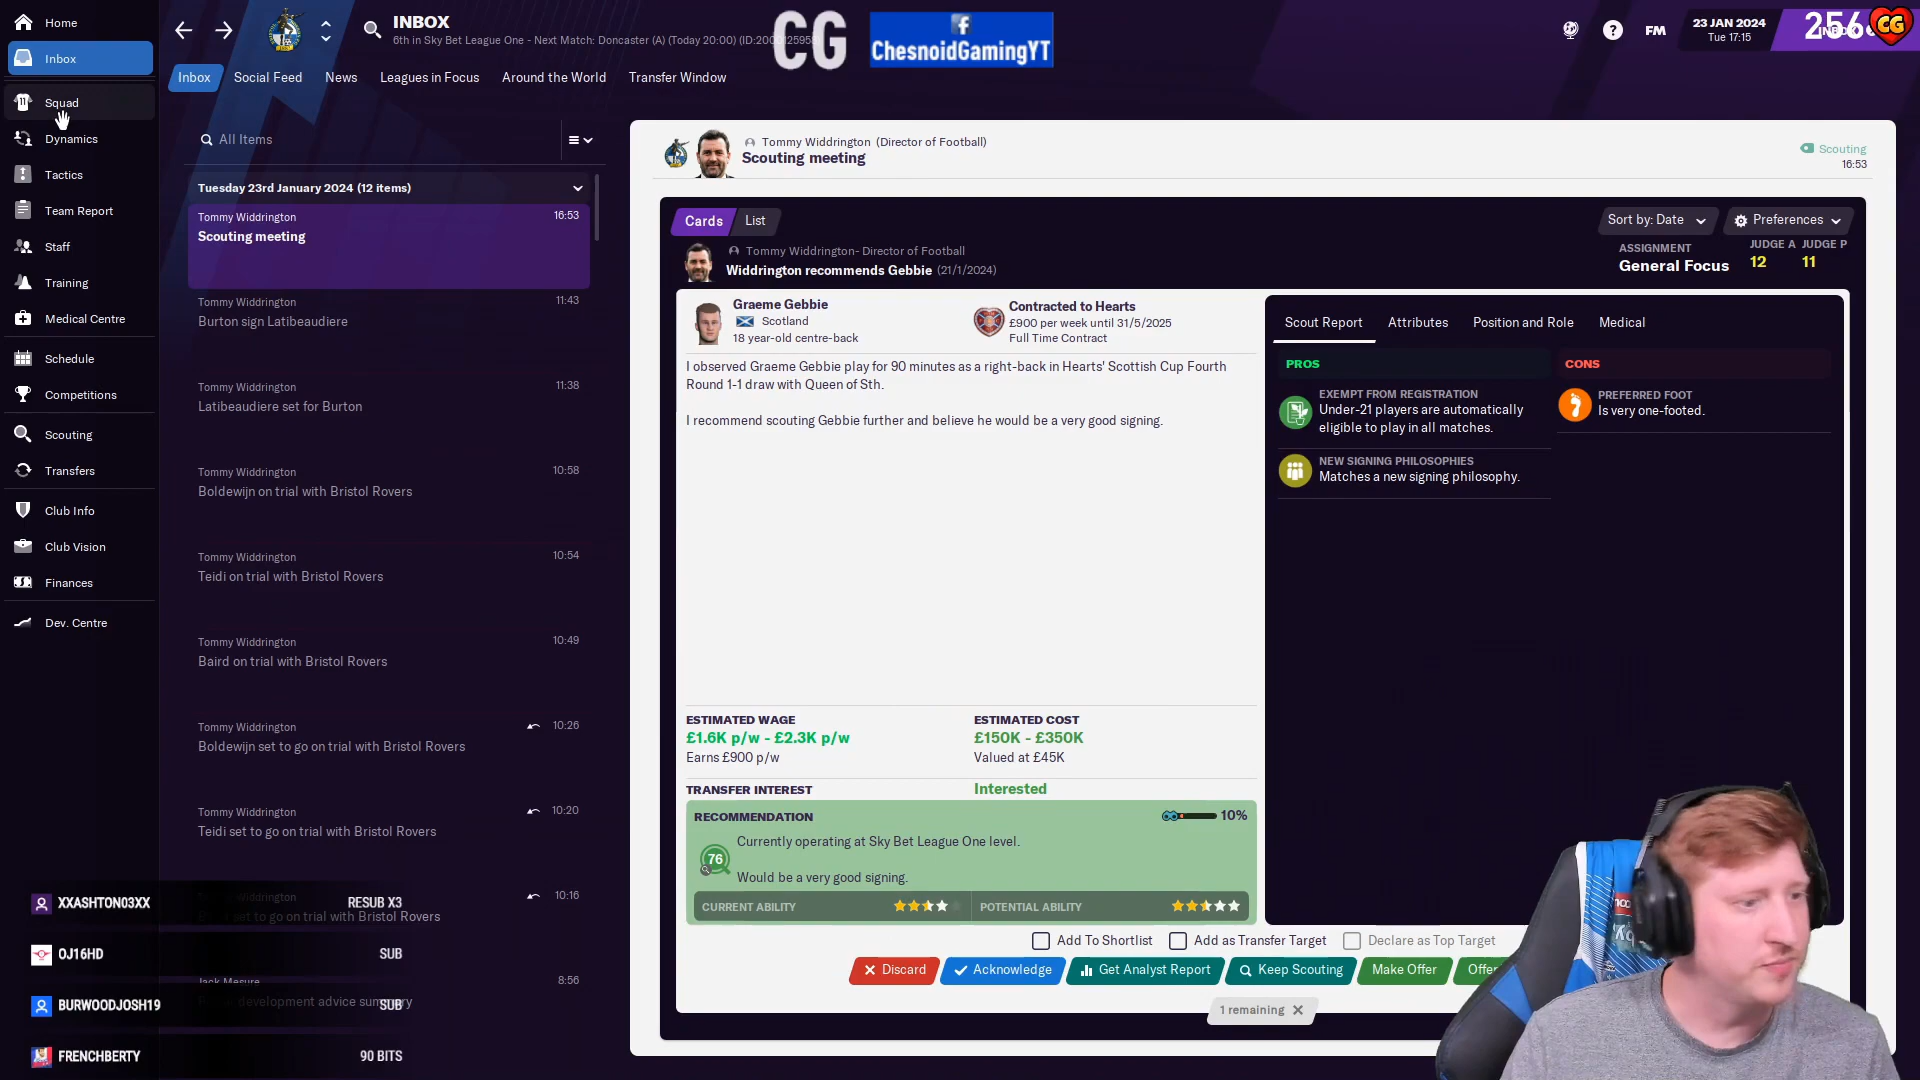 Home
Inbox
Squad
Dynamics
Tactics
Team Report
Staff
Training
Medical Centre
Schedule
Competitions
Scouting
Transfers
Club Info
Club Vision
Finances
Dev. Centre
INBOX
6th in Sky Bet League One - Next Match: Doncaster (A) (Today 20:00)
CG
ChesnoidGamingYT
FM
23 JAN 2024
Tue 17:15
256
CG
Inbox
Social Feed
News
Leagues in Focus
Around the World
Transfer Window
All Items
Tuesday 23rd January 2024 (12 items)
Tommy Widdrington 16:53
Scouting meeting
Tommy Widdrington 11:43
Burton sign Latibeaudiere
Tommy Widdrington 11:38
Latibeaudiere set for Burton
Tommy Widdrington 10:58
Boldewijn on trial with Bristol Rovers
Tommy Widdrington 10:54
Teidi on trial with Bristol Rovers
Tommy Widdrington 10:49
Baird on trial with Bristol Rovers
Tommy Widdrington 10:26
Boldewijn set to go on trial with Bristol Rovers
Tommy Widdrington 10:20
Teidi set to go on trial with Bristol Rovers
Widdrington 10:16
set to go on trial with Bristol Rovers
Jack Mesure 8:56
development advice summary
XXASHTON03XX RESUB X3
OJ16HD SUB
BURWOODJOSH19 SUB
FRENCHBERTY 90 BITS
Tommy Widdrington (Director of Football)
Scouting meeting
Scouting
16:53
Cards
List
Sort by: Date
Preferences
Tommy Widdrington- Director of Football
Widdrington recommends Gebbie (21/1/2024)
ASSIGNMENT
General Focus
JUDGE A
12
JUDGE P
11
Graeme Gebbie
Scotland
18 year-old centre-back
Contracted to Hearts
£900 per week until 31/5/2025
Full Time Contract
I observed Graeme Gebbie play for 90 minutes as a right-back in Hearts' Scottish Cup Fourth
Round 1-1 draw with Queen of Sth.
I recommend scouting Gebbie further and believe he would be a very good signing.
ESTIMATED WAGE
£1.6K p/w - £2.3K p/w
Earns £900 p/w
ESTIMATED COST
£150K - £350K
Valued at £45K
TRANSFER INTEREST
Interested
RECOMMENDATION
10%
Currently operating at Sky Bet League One level.
76
Would be a very good signing.
CURRENT ABILITY
POTENTIAL ABILITY
Scout Report
Attributes
Position and Role
Medical
PROS
EXEMPT FROM REGISTRATION
Under-21 players are automatically
eligible to play in all matches.
NEW SIGNING PHILOSOPHIES
Matches a new signing philosophy.
CONS
PREFERRED FOOT
Is very one-footed.
Add To Shortlist
Add as Transfer Target
Declare as Top Target
Discard
Acknowledge
Get Analyst Report
Keep Scouting
Make Offer
Offer
1 remaining